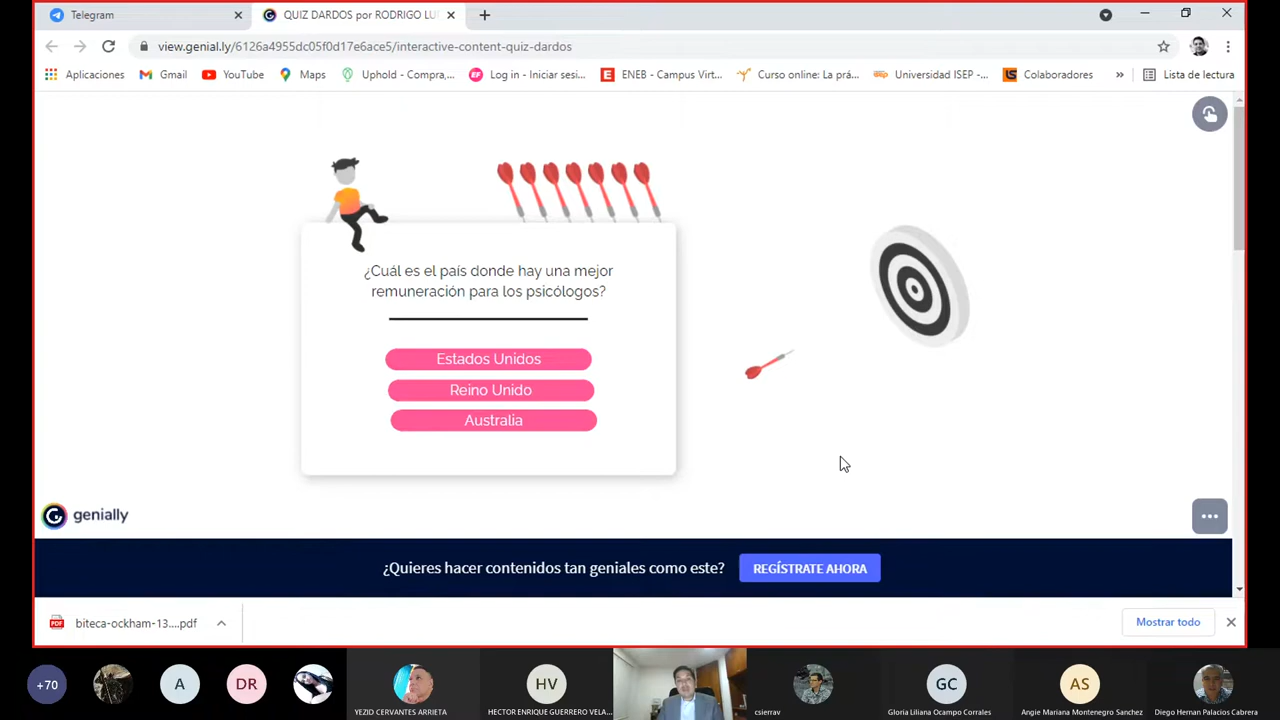 Telegram
QUIZ DARDOS por RODRIGO LU
view.genial.ly/6126a4955dc05f0d17e6ace5/interactive-content-quiz-dardos
Aplicaciones
Gmail
YouTube
Maps
Uphold - Compra,...
Log in - Iniciar sesi...
ENEB - Campus Virt...
Curso online: La prá...
Universidad ISEP -...
Colaboradores
»
Lista de lectura
¿Cuál es el país donde hay una mejor
remuneración para los psicólogos?
Estados Unidos
Reino Unido
Australia
genially
¿Quieres hacer contenidos tan geniales como este?
REGÍSTRATE AHORA
PDF
biteca-ockham-13....pdf
Mostrar todo
+70
A
DR
YEZID CERVANTES ARRIETA
HV
HECTOR ENRIQUE GUERRERO VELA...
csierrav
GC
Gloria Liliana Ocampo Corrales
AS
Angie Mariana Montenegro Sanchez
Diego Hernan Palacios Cabrera